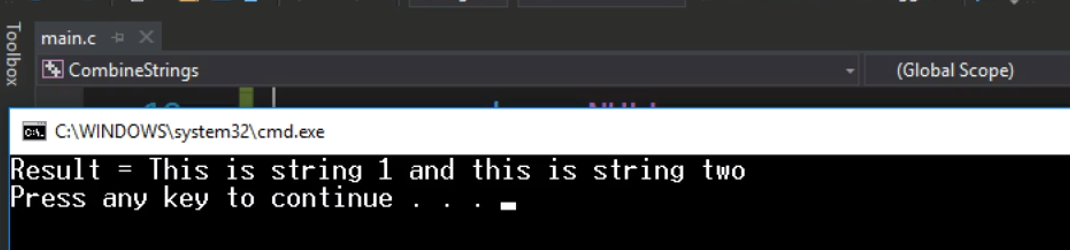 Toolbox
main.c
CombineStrings
(Global Scope)
C:\WINDOWS\system32\cmd.exe
Result = This is string 1 and this is string two
Press any key to continue . . .